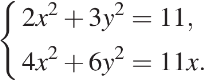 2x² + 3y² = 11,
4x² + 6y² = 11x.